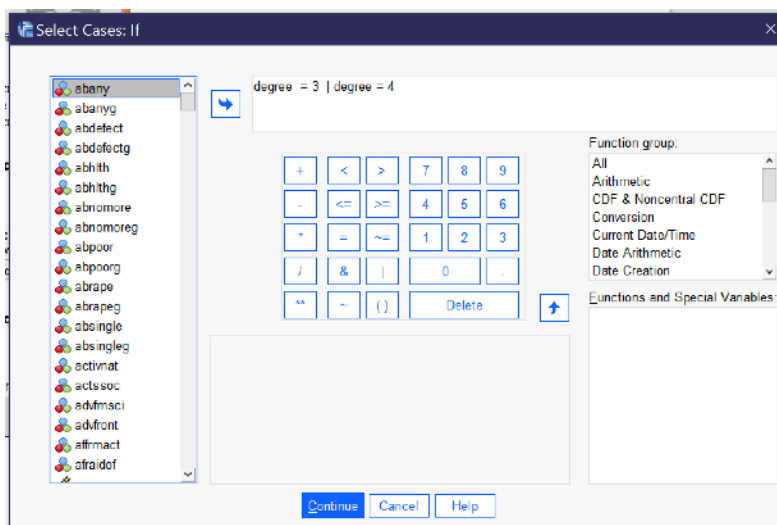 Select Cases: If
×
abany
abanyg
abdefect
abdefectg
abhlth
abhlthg
abnomore
abnomoreg
abpoor
abpoorg
abrape
abrapeg
absingle
absingleg
activnat
actssoc
advfmsci
advfront
affrmact
afraidof
degree = 3 | degree = 4
+ < > 7 8 9
- <= >= 4 5 6
* = ~= 1 2 3
/ & | 0 .
** ~ ( ) Delete
Function group:
All
Arithmetic
CDF & Noncentral CDF
Conversion
Current Date/Time
Date Arithmetic
Date Creation
Functions and Special Variables:
Continue Cancel Help